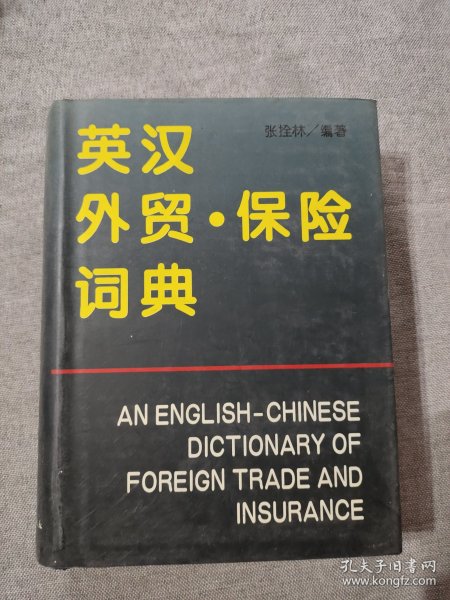 张拴林/编著
英汉
外贸·保险
词典
AN ENGLISH-CHINESE
DICTIONARY OF
FOREIGN TRADE AND
INSURANCE
孔夫子旧书网
www.kongfz.com